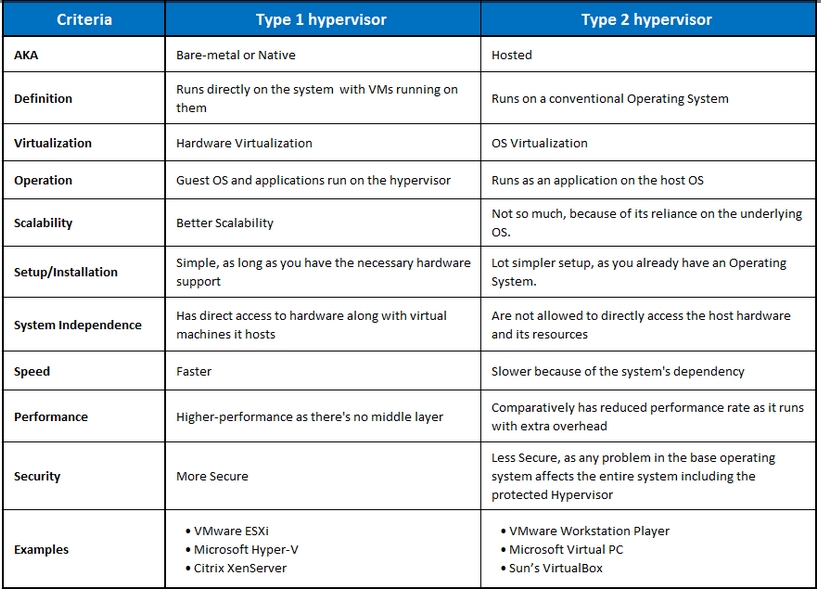 Criteria Type 1 hypervisor Type 2 hypervisor
AKA Bare-metal or Native Hosted
Definition Runs directly on the system with VMs running on
them Runs on a conventional Operating System
Virtualization Hardware Virtualization OS Virtualization
Operation Guest OS and applications run on the hypervisor Runs as an application on the host OS
Scalability Better Scalability Not so much, because of its reliance on the underlying
OS.
Setup/Installation Simple, as long as you have the necessary hardware
support Lot simpler setup, as you already have an Operating
System.
System Independence Has direct access to hardware along with virtual
machines it hosts Are not allowed to directly access the host hardware
and its resources
Speed Faster Slower because of the system's dependency
Performance Higher-performance as there's no middle layer Comparatively has reduced performance rate as it runs
with extra overhead
Security More Secure Less Secure, as any problem in the base operating
system affects the entire system including the
protected Hypervisor
Examples • VMware ESXi
• Microsoft Hyper-V
• Citrix XenServer • VMware Workstation Player
• Microsoft Virtual PC
• Sun’s VirtualBox